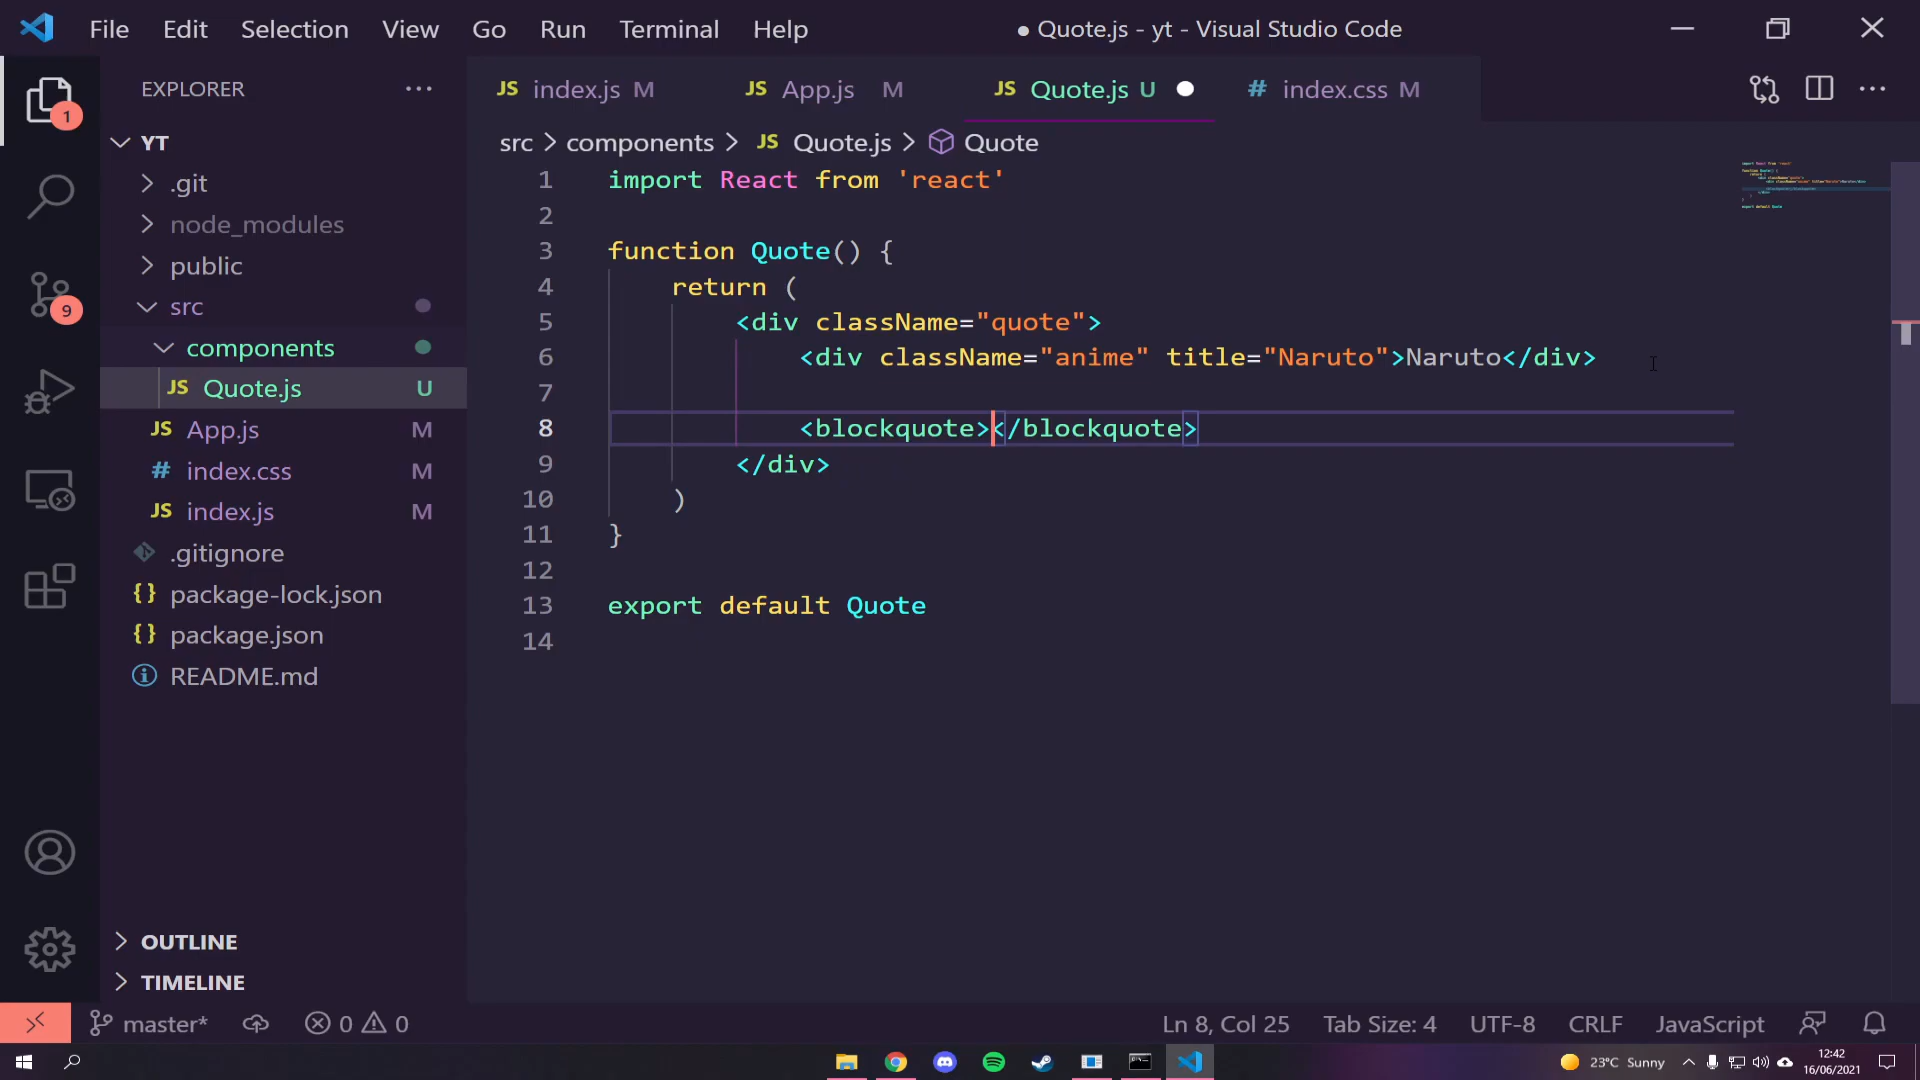 File Edit Selection View Go Run Terminal Help ● Quote.js - yt - Visual Studio Code
EXPLORER ···
JS index.js M JS App.js M JS Quote.js U ● # index.css M
src > components > JS Quote.js > Quote
1
YT
.git
node_modules
public
9
src
components
JS Quote.js U
JS App.js M
# index.css M
JS index.js M
.gitignore
{} package-lock.json
{} package.json
README.md
OUTLINE
TIMELINE
1 import React from 'react'
2
3 function Quote() {
4 return (
5 <div className="quote">
6 <div className="anime" title="Naruto">Naruto</div>
7
8 <blockquote></blockquote>
9 </div>
10 )
11 }
12
13 export default Quote
14
master* 0 0 Ln 8, Col 25 Tab Size: 4 UTF-8 CRLF JavaScript
23°C Sunny 12:42
16/06/2021